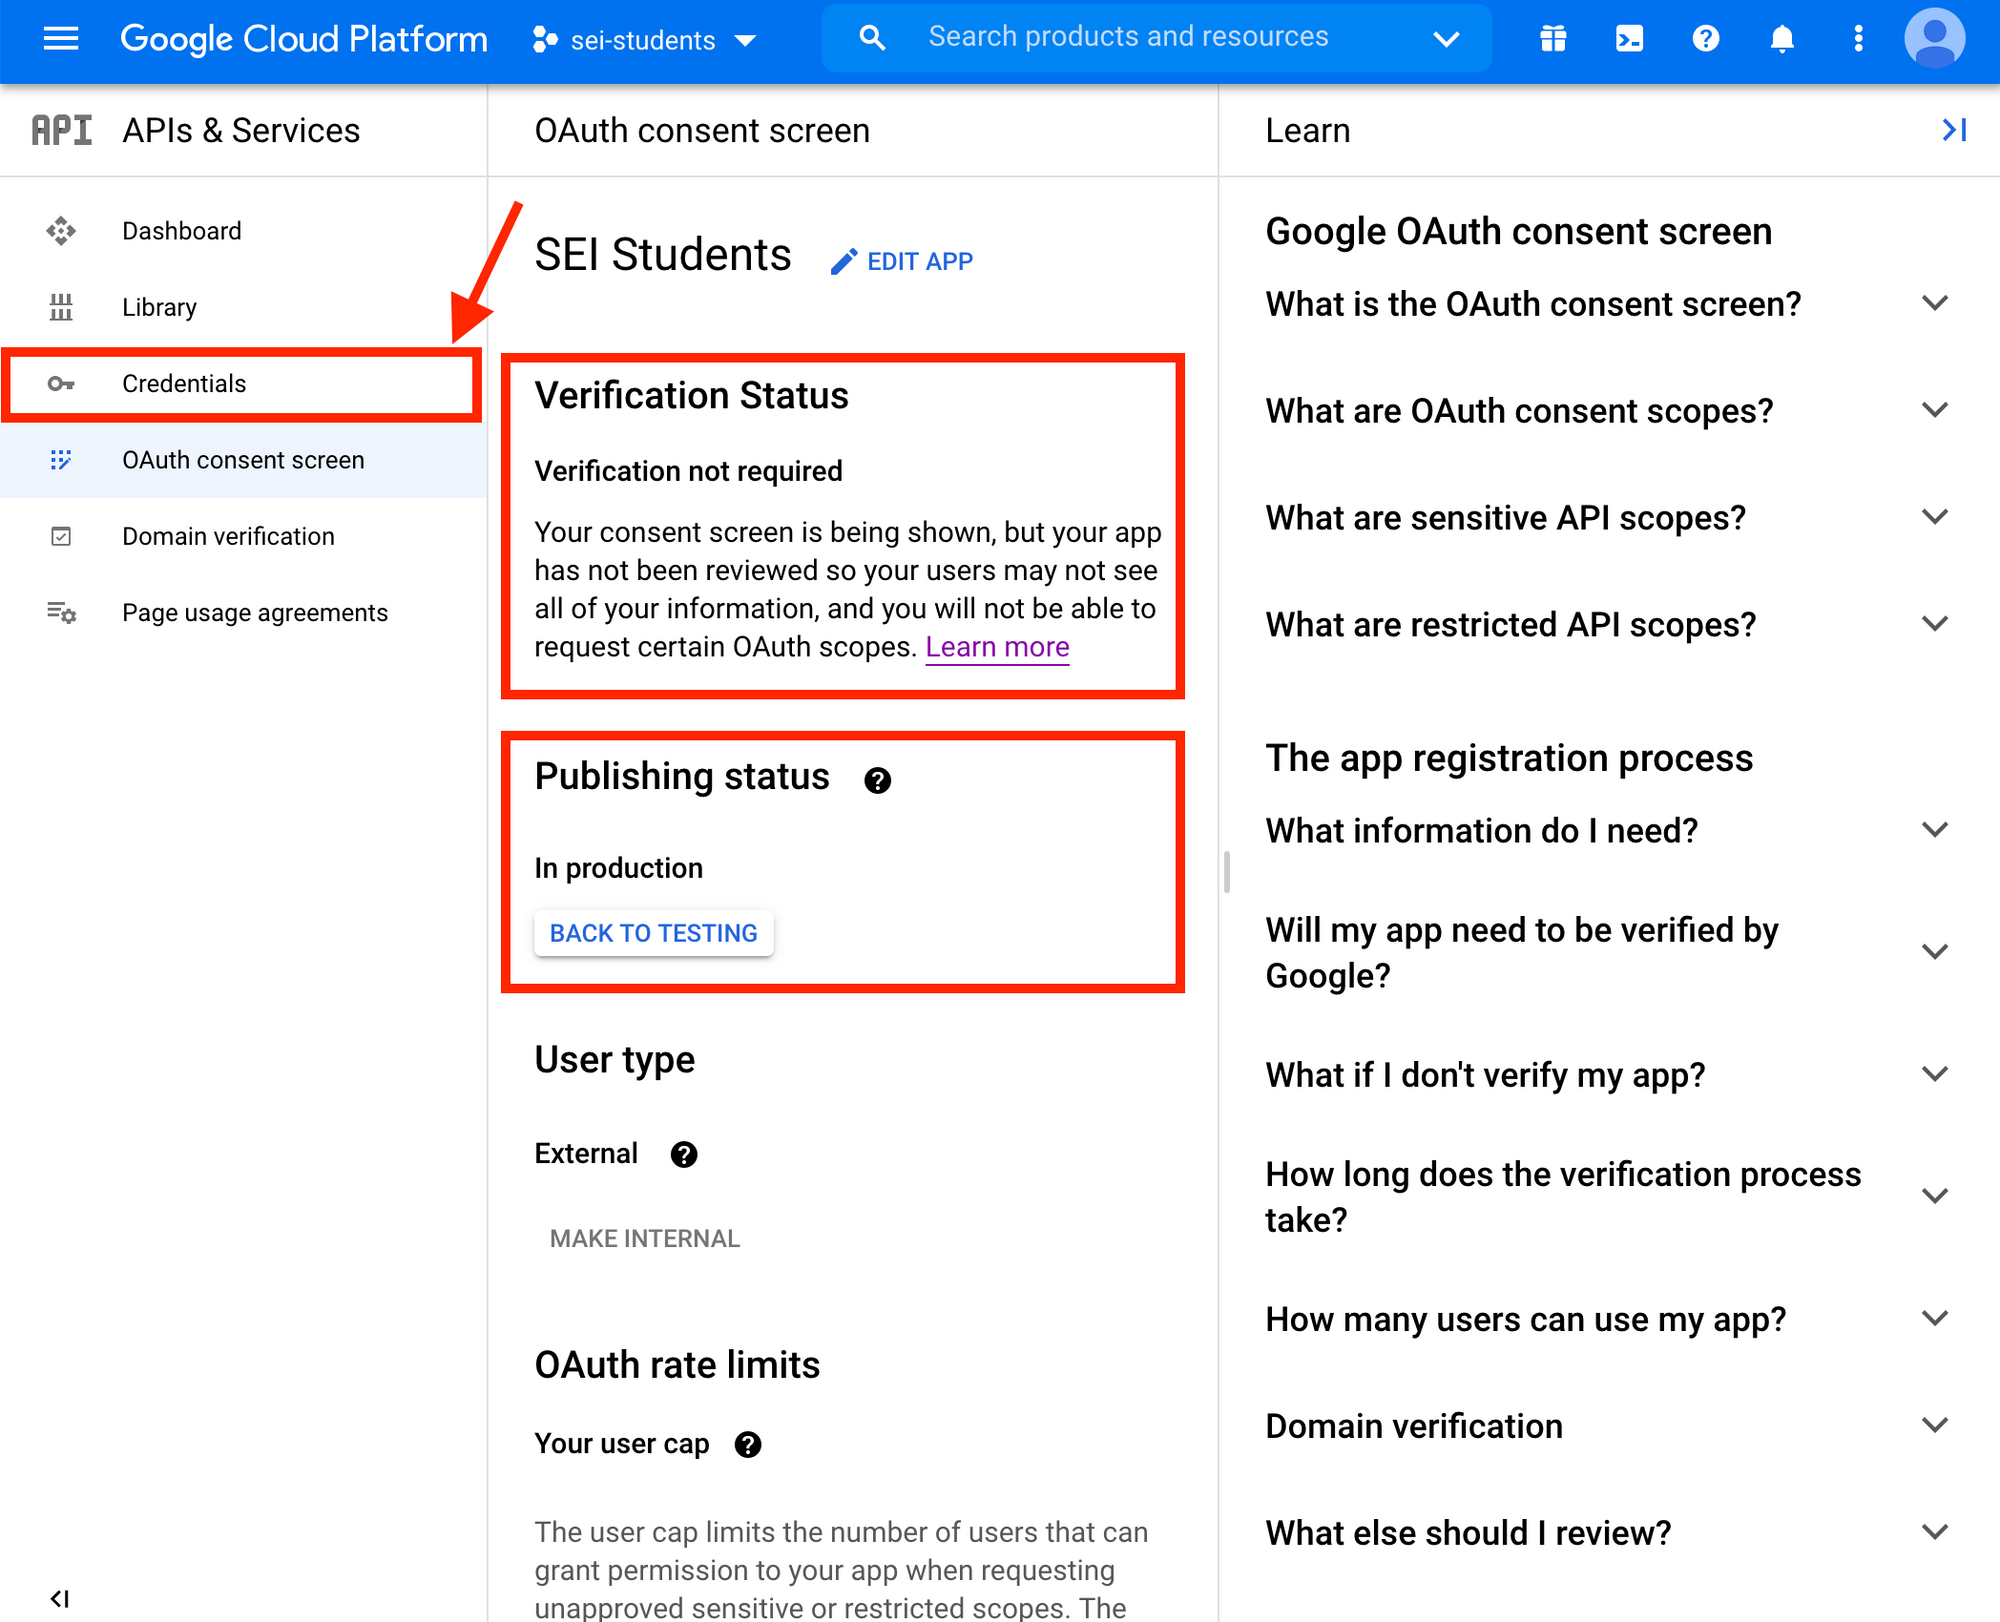 Google Cloud Platform
sei-students
Search products and resources
API
APIs & Services
Dashboard
Library
Credentials
OAuth consent screen
Domain verification
Page usage agreements
OAuth consent screen
SEI Students
EDIT APP
Verification Status
Verification not required
Your consent screen is being shown, but your app
has not been reviewed so your users may not see
all of your information, and you will not be able to
request certain OAuth scopes. Learn more
Publishing status
In production
BACK TO TESTING
User type
External
MAKE INTERNAL
OAuth rate limits
Your user cap
The user cap limits the number of users that can
grant permission to your app when requesting
unapproved sensitive or restricted scopes. The
Learn
Google OAuth consent screen
What is the OAuth consent screen?
What are OAuth consent scopes?
What are sensitive API scopes?
What are restricted API scopes?
The app registration process
What information do I need?
Will my app need to be verified by
Google?
What if I don't verify my app?
How long does the verification process
take?
How many users can use my app?
Domain verification
What else should I review?